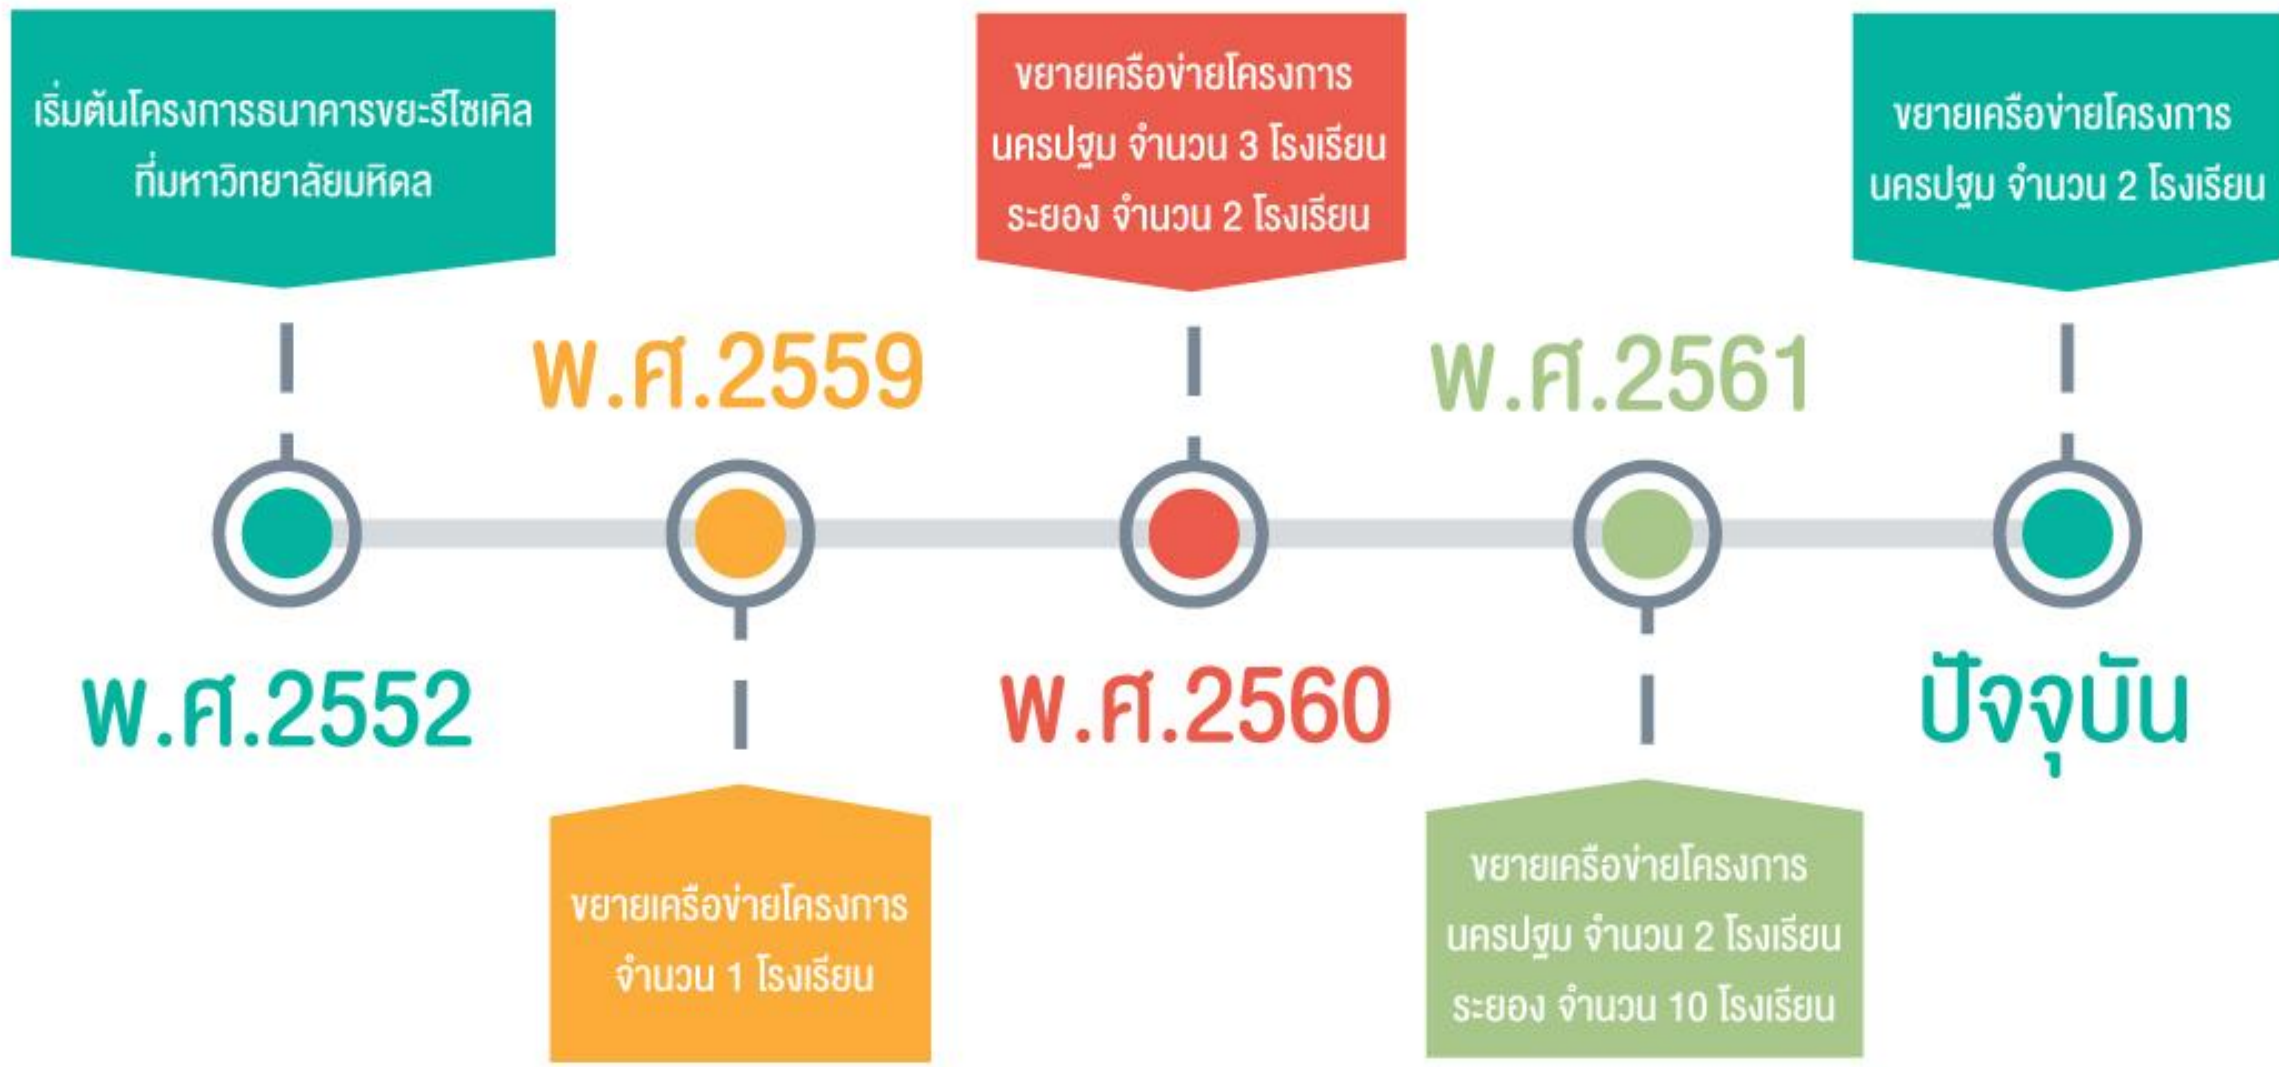 เริ่มต้นโครงการธนาคารขยะรีไซเคิล
ที่มหาวิทยาลัยมหิดล
พ.ศ.2552
พ.ศ.2559
ขยายเครือข่ายโครงการ
จำนวน 1 โรงเรียน
ขยายเครือข่ายโครงการ
นครปฐม จำนวน 3 โรงเรียน
ระยอง จำนวน 2 โรงเรียน
พ.ศ.2560
พ.ศ.2561
ขยายเครือข่ายโครงการ
นครปฐม จำนวน 2 โรงเรียน
ระยอง จำนวน 10 โรงเรียน
ขยายเครือข่ายโครงการ
นครปฐม จำนวน 2 โรงเรียน
ปัจจุบัน